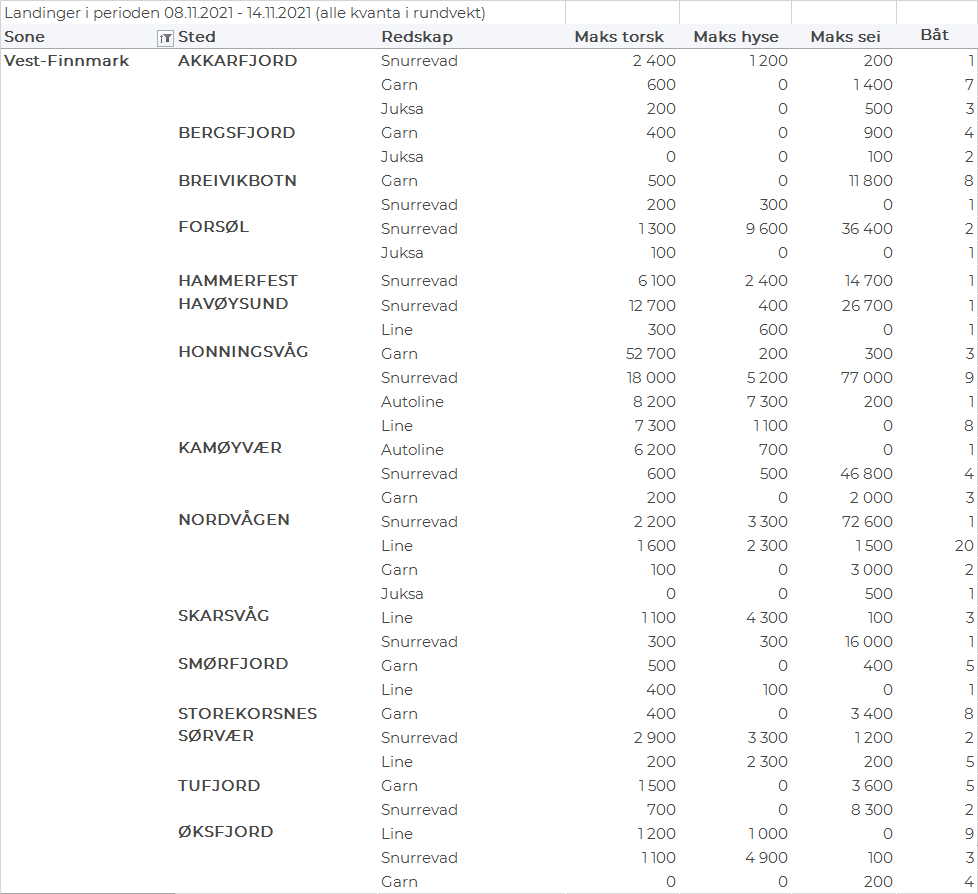 Landinger i perioden 08.11.2021 - 14.11.2021 (alle kvanta i rundvekt)
Sone Sted Redskap Maks torsk Maks hyse Maks sei Båt
Vest-Finnmark AKKARFJORD Snurrevad 2 400 1 200 200 1
Garn 600 0 1 400 7
Juksa 200 0 500 3
BERGSFJORD Garn 400 0 900 4
Juksa 0 0 100 2
BREIVIKBOTN Garn 500 0 11 800 8
Snurrevad 200 300 0 1
FORSØL Snurrevad 1 300 9 600 36 400 2
Juksa 100 0 0 1
HAMMERFEST Snurrevad 6 100 2 400 14 700 1
HAVØYSUND Snurrevad 12 700 400 26 700 1
Line 300 600 0 1
HONNINGSVÅG Garn 52 700 200 300 3
Snurrevad 18 000 5 200 77 000 9
Autoline 8 200 7 300 200 1
Line 7 300 1 100 0 8
KAMØYVÆR Autoline 6 200 700 0 1
Snurrevad 600 500 46 800 4
Garn 200 0 2 000 3
NORDVÅGEN Snurrevad 2 200 3 300 72 600 1
Line 1 600 2 300 1 500 20
Garn 100 0 3 000 2
Juksa 0 0 500 1
SKARSVÅG Line 1 100 4 300 100 3
Snurrevad 300 300 16 000 1
SMØRFJORD Garn 500 0 400 5
Line 400 100 0 1
STOREKORSNES Garn 400 0 3 400 8
SØRVÆR Snurrevad 2 900 3 300 1 200 2
Line 200 2 300 200 5
TUFJORD Garn 1 500 0 3 600 5
Snurrevad 700 0 8 300 2
ØKSFJORD Line 1 200 1 000 0 9
Snurrevad 1 100 4 900 100 3
Garn 0 0 200 4